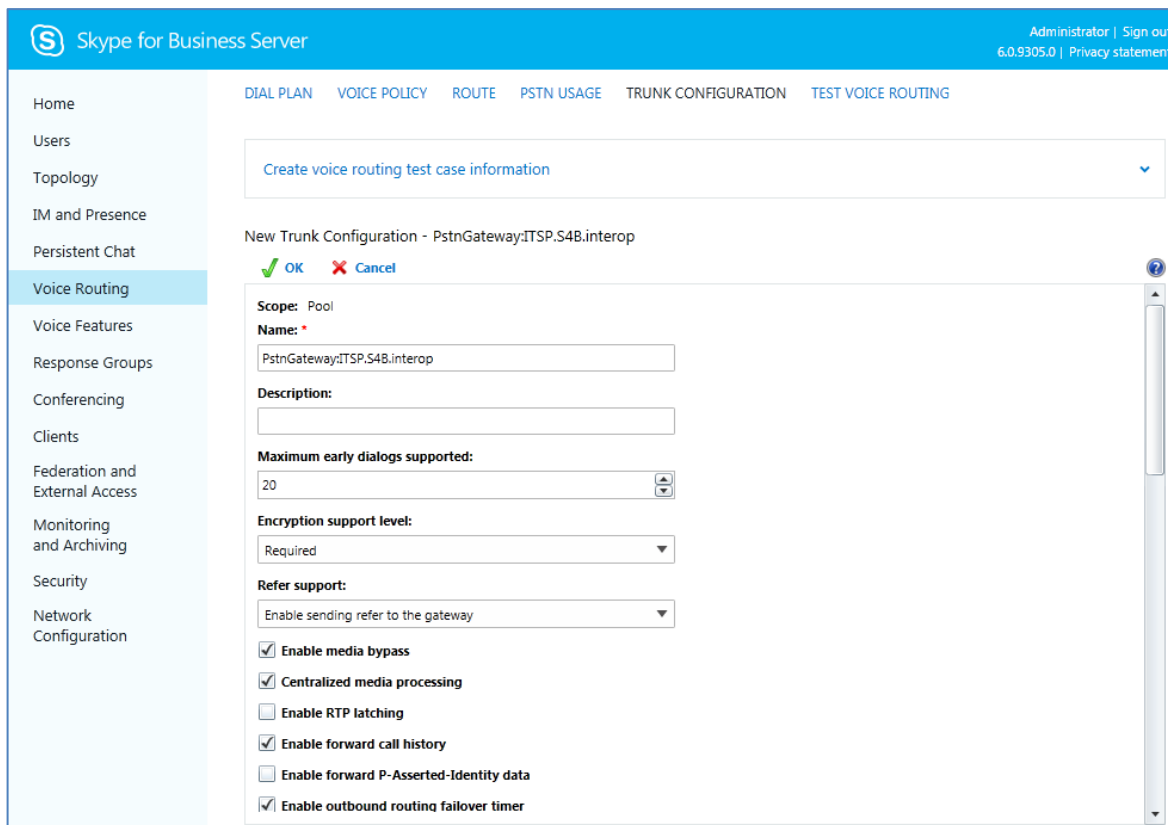 Skype for Business Server
Administrator | Sign out
6.0.9305.0 | Privacy statement
Home
Users
Topology
IM and Presence
Persistent Chat
Voice Routing
Voice Features
Response Groups
Conferencing
Clients
Federation and
External Access
Monitoring
and Archiving
Security
Network
Configuration
DIAL PLAN VOICE POLICY ROUTE PSTN USAGE TRUNK CONFIGURATION TEST VOICE ROUTING
Create voice routing test case information
New Trunk Configuration - PstnGateway:ITSP.S4B.interop
OK Cancel
Scope: Pool
Name: *
PstnGateway:ITSP.S4B.interop
Description:
Maximum early dialogs supported:
20
Encryption support level:
Required
Refer support:
Enable sending refer to the gateway
Enable media bypass
Centralized media processing
Enable RTP latching
Enable forward call history
Enable forward P-Asserted-Identity data
Enable outbound routing failover timer